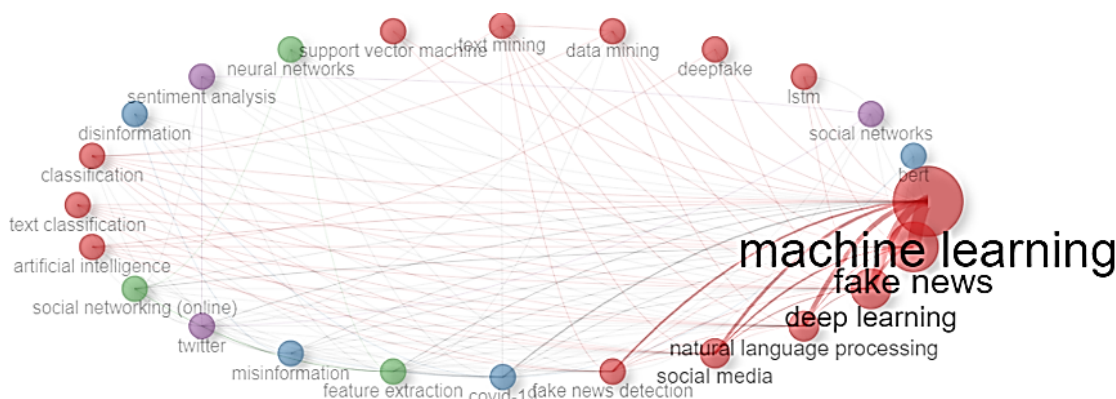 support vector machine
text mining
data mining
neural networks
deepfake
sentiment analysis
lstm
disinformation
social networks
classification
bert
text classification
machine learning
artificial intelligence
fake news
social networking (online)
deep learning
twitter
natural language processing
misinformation
social media
feature extraction
fake news detection